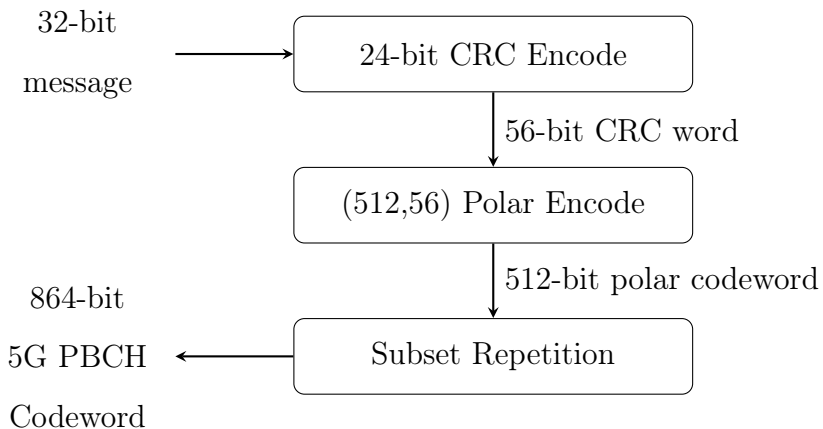 32-bit
message
24-bit CRC Encode
56-bit CRC word
(512,56) Polar Encode
512-bit polar codeword
864-bit
5G PBCH
Codeword
Subset Repetition